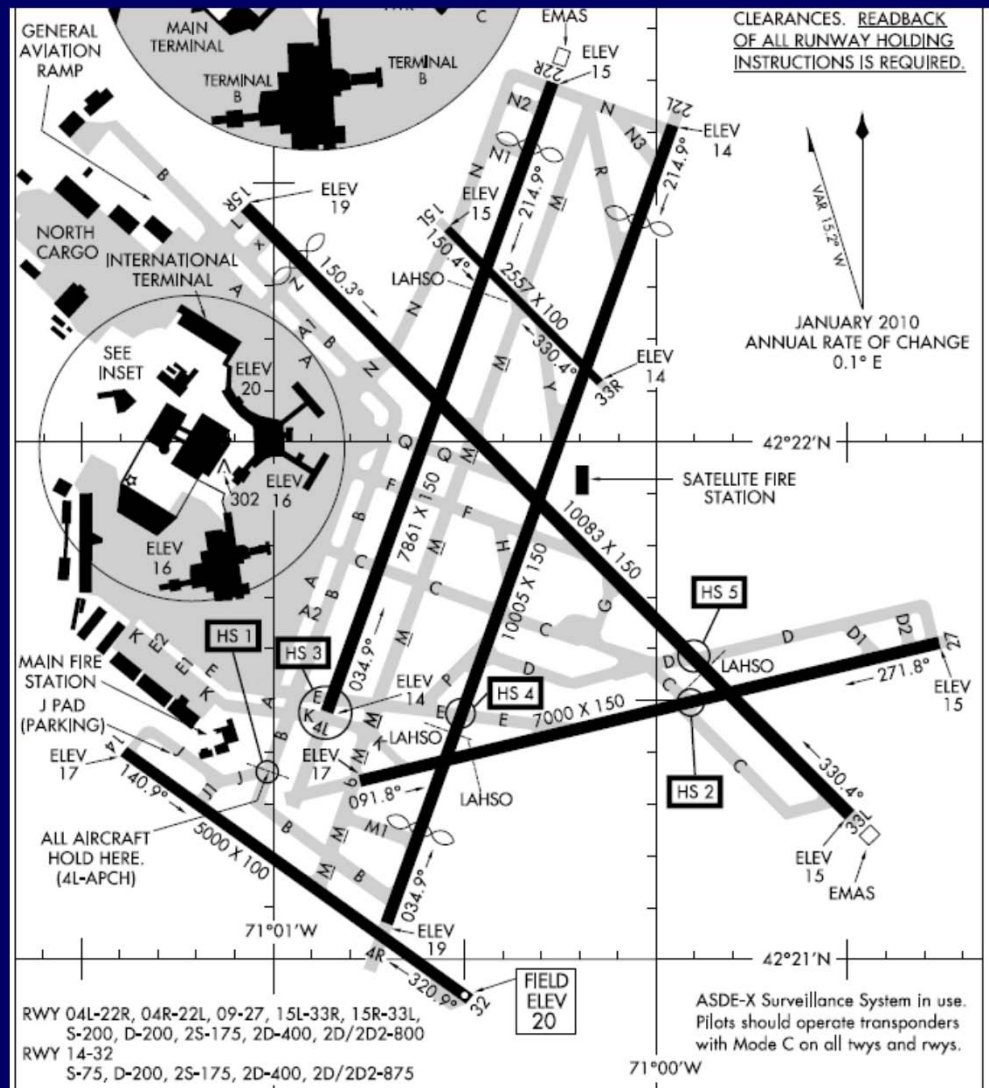 C
MAIN
TERMINAL
TERMINAL
B
TERMINAL
B
GENERAL
AVIATION
RAMP
EMAS
ELEV
15
22R
CLEARANCES. READBACK
OF ALL RUNWAY HOLDING
INSTRUCTIONS IS REQUIRED.
N2
N
N3
22L
ELEV
14
N1
N
R
214.9°
214.9°
M
B
15R
ELEV
19
ELEV
15
15L
150.4°
2557 X 100
LAHSO
330.4°
ELEV
14
33R
VAR 15.2° W
JANUARY 2010
ANNUAL RATE OF CHANGE
0.1° E
NORTH
CARGO
INTERNATIONAL
TERMINAL
L
X
Z
150.3°
A
A1
B
Z
A
N
M
Y
SEE
INSET
ELEV
20
ELEV
16
302
ELEV
16
Q
Q
M
42°22'N
SATELLITE FIRE
STATION
F
F
B
7861 X 150
M
H
10083 X 150
10005 X 150
C
C
A
B
A2
M
C
G
HS 5
HS 1
HS 3
K
E2
E1
E
K
A
034.9°
E
K
4L
ELEV
14
P
D
E
HS 4
E
D
C
D
LAHSO
D1
D2
27
271.8°
ELEV
15
7000 X 150
MAIN FIRE
STATION
J PAD
(PARKING)
ELEV
17
14
J
J
J1
B
M
M
K
LAHSO
ELEV
17
9
091.8°
LAHSO
HS 2
C
330.4°
33L
ELEV
15
EMAS
140.9°
5000 X 100
ALL AIRCRAFT
HOLD HERE.
(4L-APCH)
B
M
M
M1
B
034.9°
71°01'W
ELEV
19
4R
320.9°
32
FIELD
ELEV
20
42°21'N
RWY 04L-22R, 04R-22L, 09-27, 15L-33R, 15R-33L,
S-200, D-200, 2S-175, 2D-400, 2D/2D2-800
RWY 14-32
S-75, D-200, 2S-175, 2D-400, 2D/2D2-875
71°00'W
ASDE-X Surveillance System in use.
Pilots should operate transponders
with Mode C on all twys and rwys.